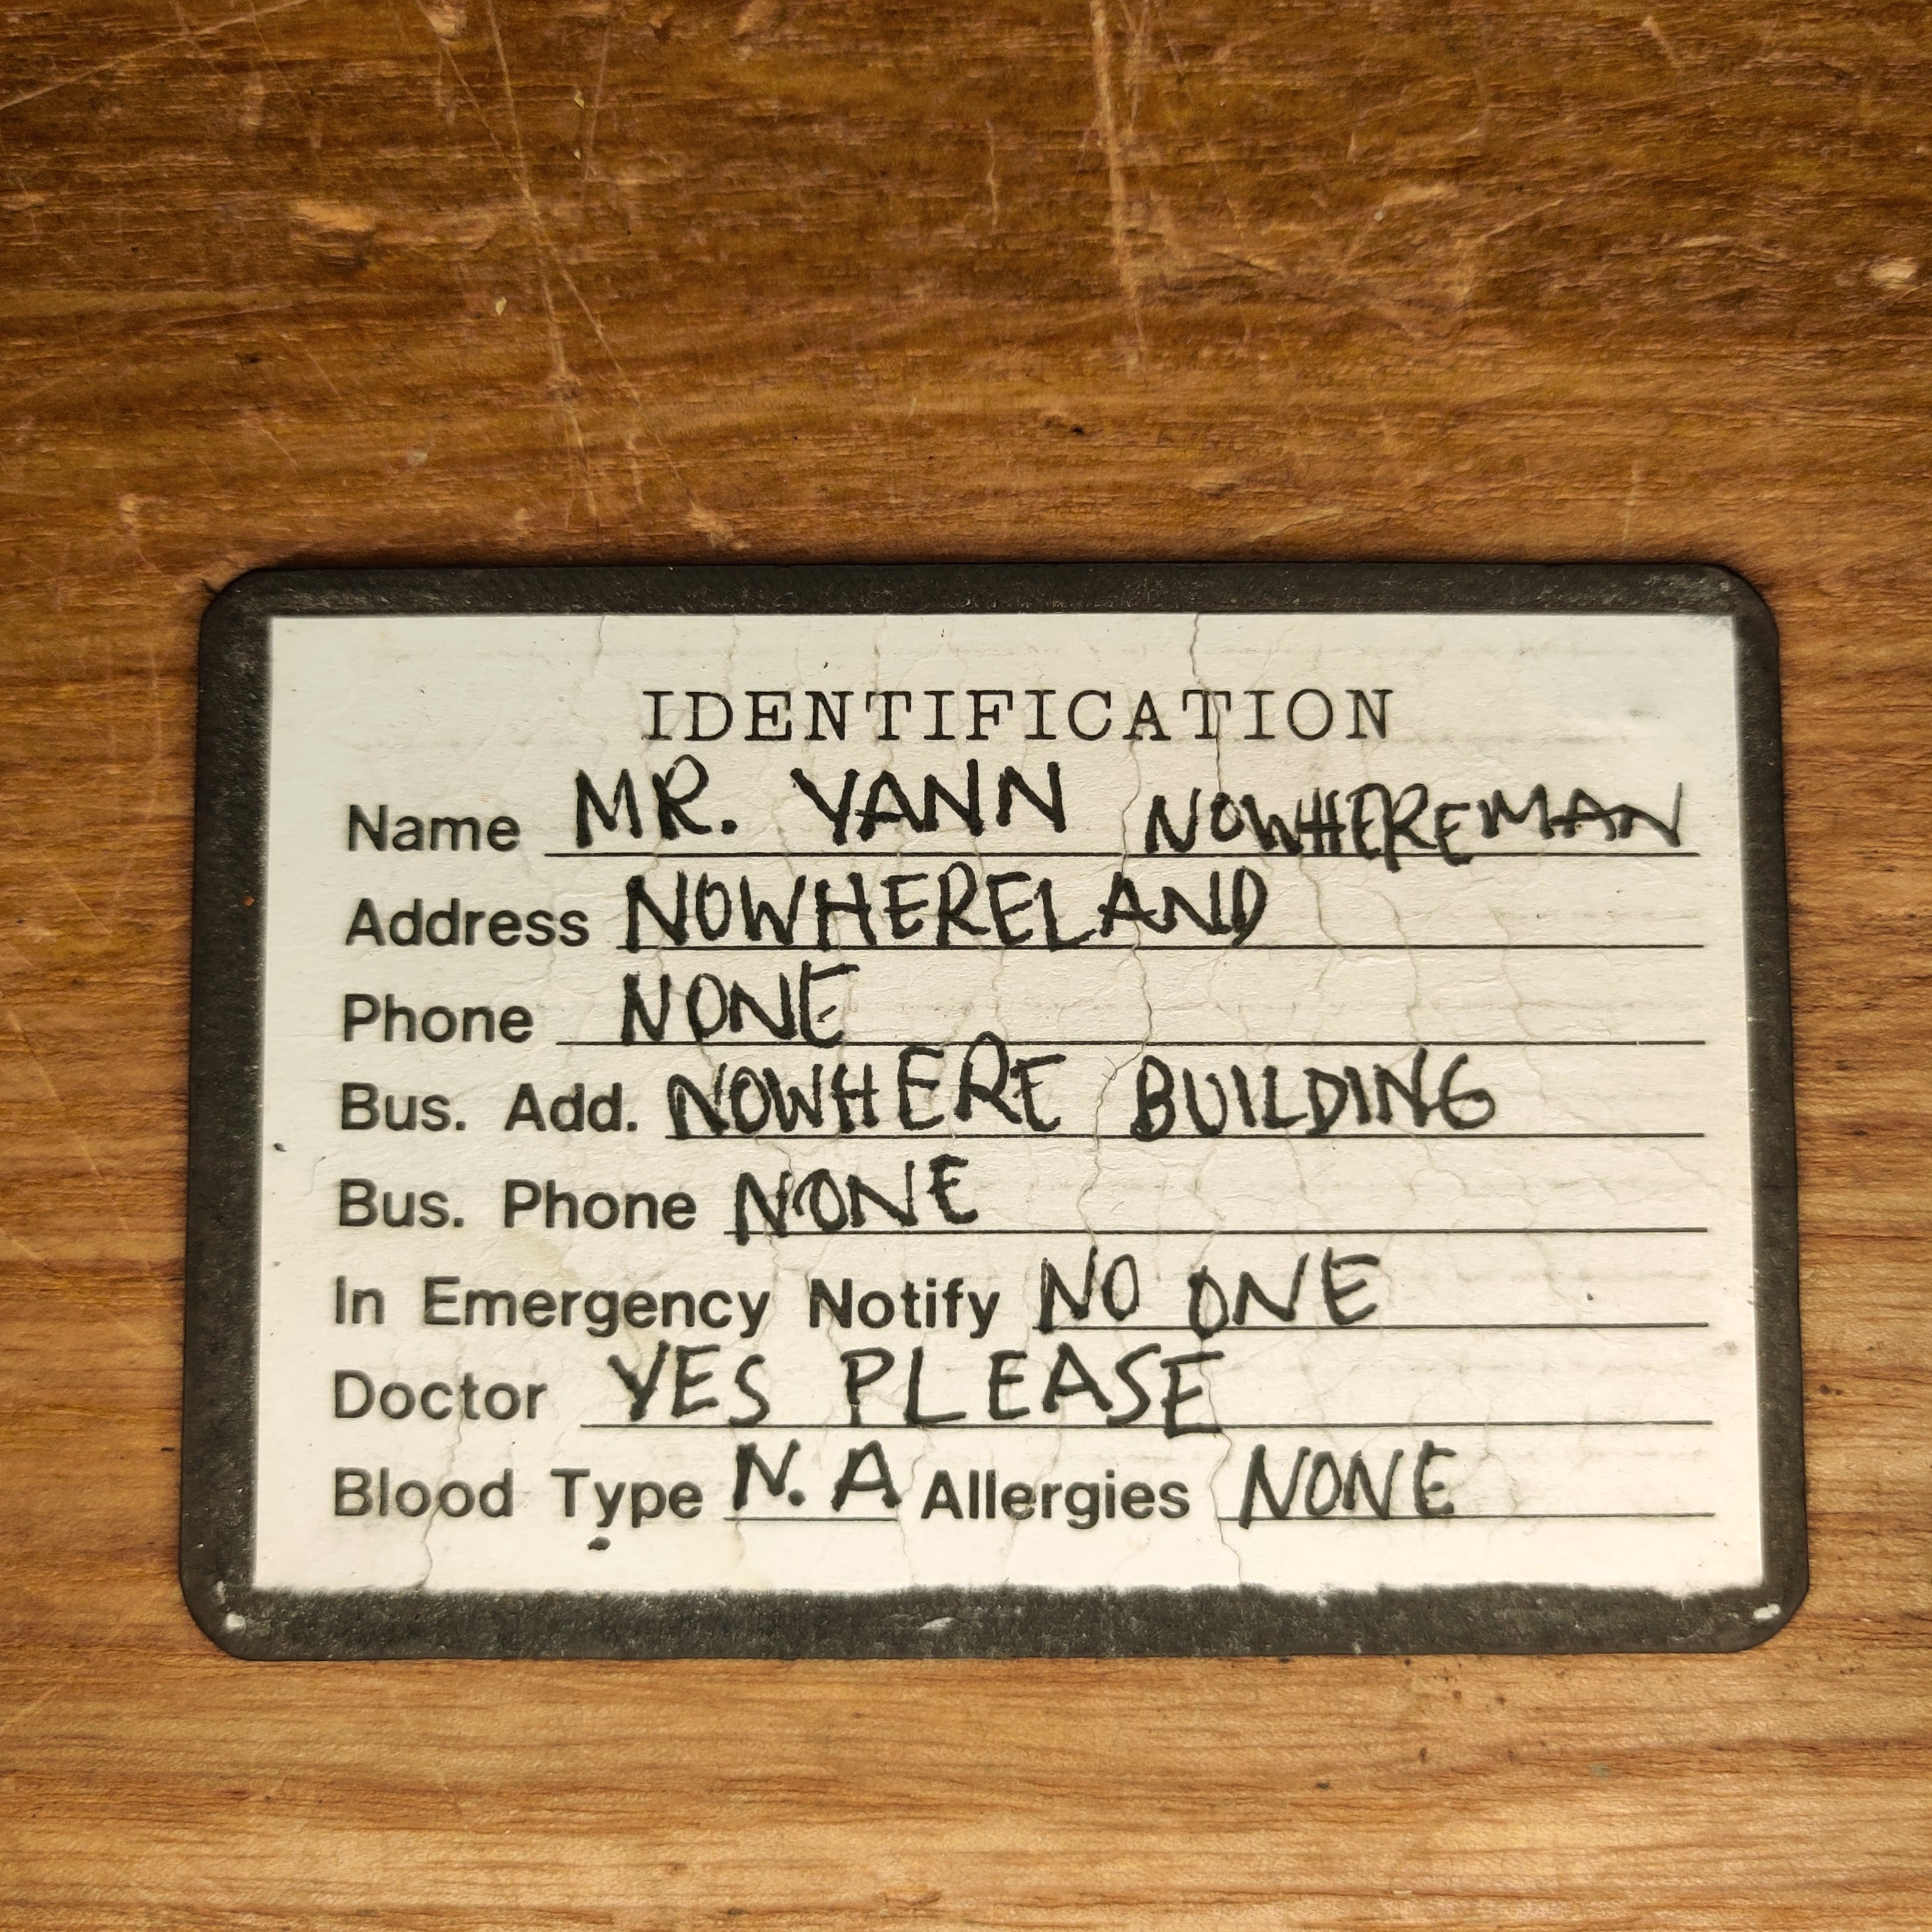 IDENTIFICATION
Name MR. YANN NOWHEREMAN
Address NOWHERELAND
Phone NONE
Bus. Add. NOWHERE BUILDING
Bus. Phone NONE
In Emergency Notify NO ONE
Doctor YES PLEASE
Blood Type N.A Allergies NONE